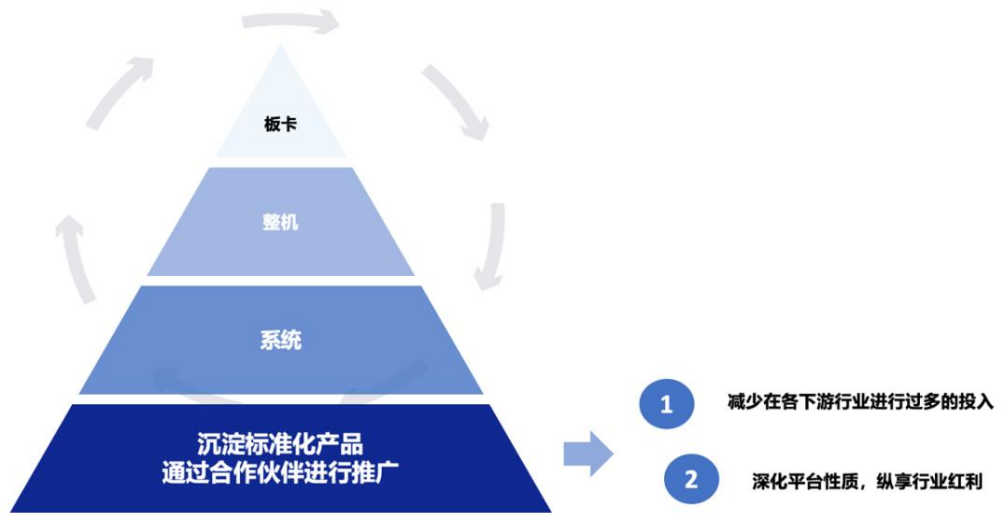 板卡
整机
系统
沉淀标准化产品
通过合作伙伴进行推广
1
减少在各下游行业进行过多的投入
2
深化平台性质，纵享行业红利